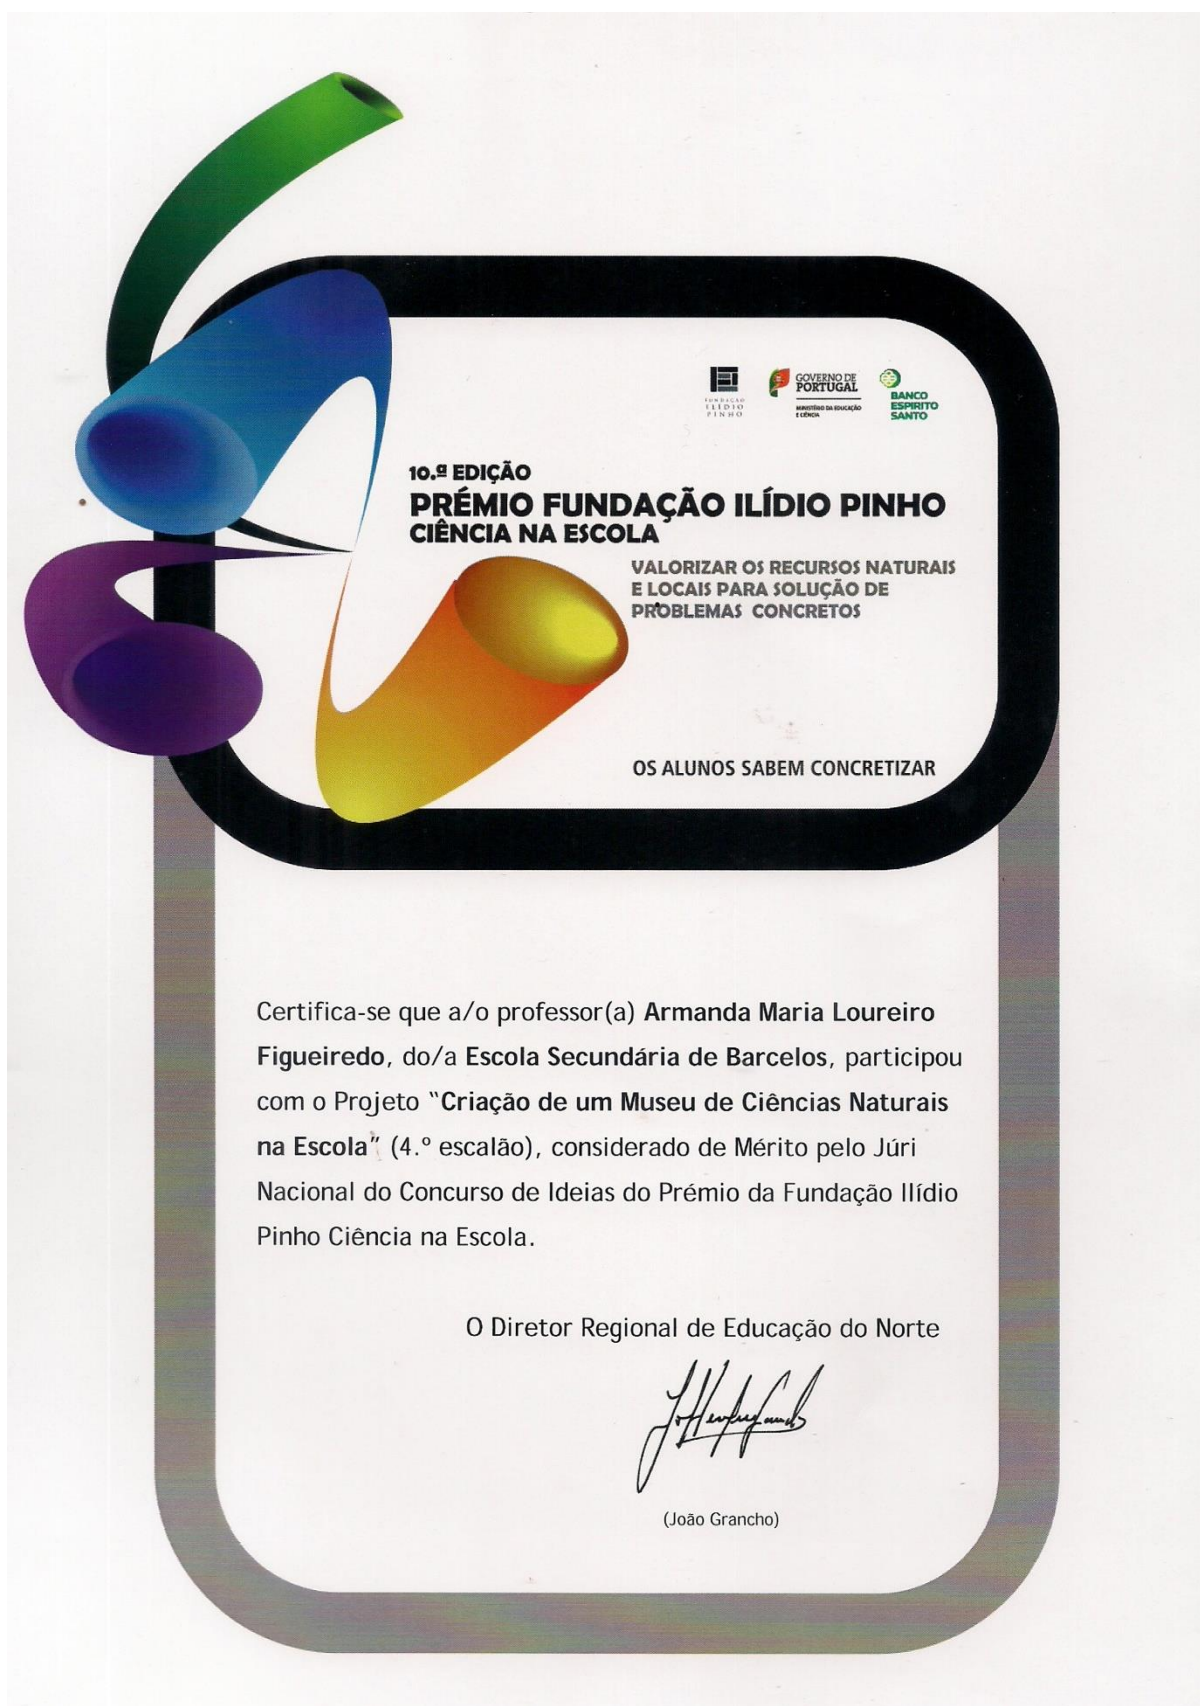 FUNDAÇÃO
ILÍDIO
PINHO
GOVERNO DE
PORTUGAL
MINISTÉRIO DA EDUCAÇÃO
E CIÊNCIA
BANCO
ESPIRITO
SANTO
10.ª EDIÇÃO
PRÉMIO FUNDAÇÃO ILÍDIO PINHO
CIÊNCIA NA ESCOLA
VALORIZAR OS RECURSOS NATURAIS
E LOCAIS PARA SOLUÇÃO DE
PROBLEMAS CONCRETOS
OS ALUNOS SABEM CONCRETIZAR
Certifica-se que a/o professor(a) Armanda Maria Loureiro
Figueiredo, do/a Escola Secundária de Barcelos, participou
com o Projeto “Criação de um Museu de Ciências Naturais
na Escola” (4.º escalão), considerado de Mérito pelo Júri
Nacional do Concurso de Ideias do Prémio da Fundação Ilídio
Pinho Ciência na Escola.
O Diretor Regional de Educação do Norte
(João Grancho)